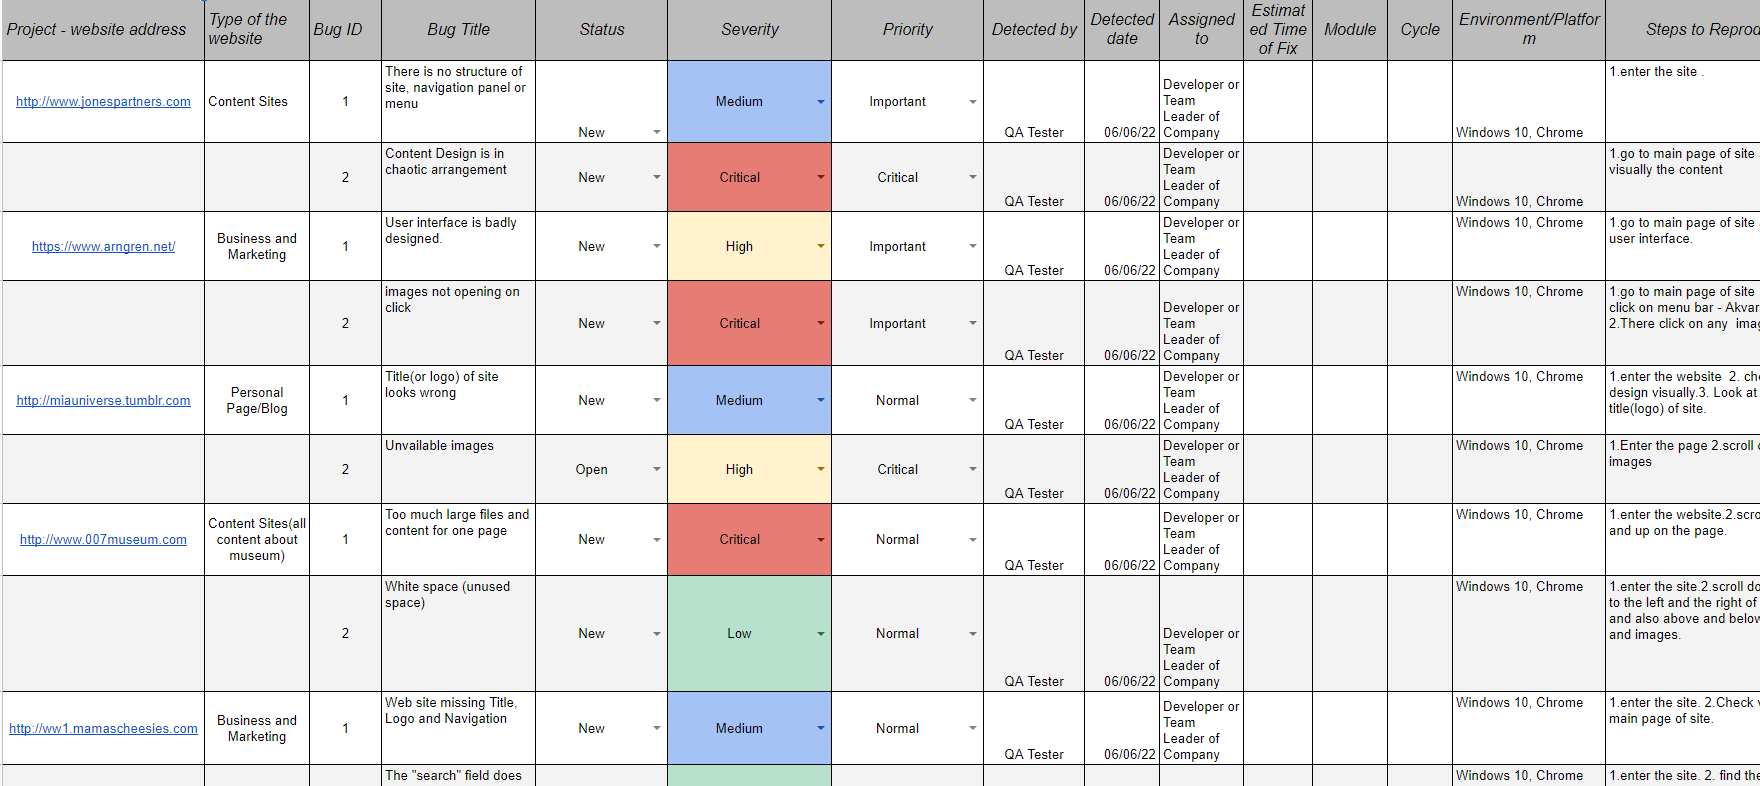 Project - website address
Type of the
website
Bug ID
Bug Title
Status
Severity
Priority
Detected by
Detected
date
Assigned
to
Estimat
ed Time
of Fix
Module
Cycle
Environment/Platfor
m
Steps to Reprod
http://www.jonespartners.com
Content Sites
1
There is no structure of
site, navigation panel or
menu
New
Medium
Important
QA Tester
06/06/22
Developer or
Team
Leader of
Company
Windows 10, Chrome
1.enter the site .
2
Content Design is in
chaotic arrangement
New
Critical
Critical
QA Tester
06/06/22
Developer or
Team
Leader of
Company
Windows 10, Chrome
1.go to main page of site
visually the content
https://www.arngren.net/
Business and
Marketing
1
User interface is badly
designed.
New
High
Important
QA Tester
06/06/22
Developer or
Team
Leader of
Company
Windows 10, Chrome
1.go to main page of site
user interface.
2
images not opening on
click
New
Critical
Important
QA Tester
06/06/22
Developer or
Team
Leader of
Company
Windows 10, Chrome
1.go to main page of site
click on menu bar - Akvar
2.There click on any  imag
http://miauniverse.tumblr.com
Personal
Page/Blog
1
Title(or logo) of site
looks wrong
New
Medium
Normal
QA Tester
06/06/22
Developer or
Team
Leader of
Company
Windows 10, Chrome
1.enter the website  2. che
design visually.3. Look at
title(logo) of site.
2
Unvailable images
Open
High
Critical
QA Tester
06/06/22
Developer or
Team
Leader of
Company
Windows 10, Chrome
1.Enter the page 2.scroll
images
http://www.007museum.com
Content Sites(all
content about
museum)
1
Too much large files and
content for one page
New
Critical
Normal
QA Tester
06/06/22
Developer or
Team
Leader of
Company
Windows 10, Chrome
1.enter the website.2.scro
and up on the page.
2
White space (unused
space)
New
Low
Normal
QA Tester
06/06/22
Developer or
Team
Leader of
Company
Windows 10, Chrome
1.enter the site.2.scroll do
to the left and the right of
and also above and below
and images.
http://ww1.mamascheesies.com
Business and
Marketing
1
Web site missing Title,
Logo and Navigation
New
Medium
Normal
QA Tester
06/06/22
Developer or
Team
Leader of
Company
Windows 10, Chrome
1.enter the site. 2.Check v
main page of site.
The "search" field does
Windows 10, Chrome
1.enter the site. 2. find the